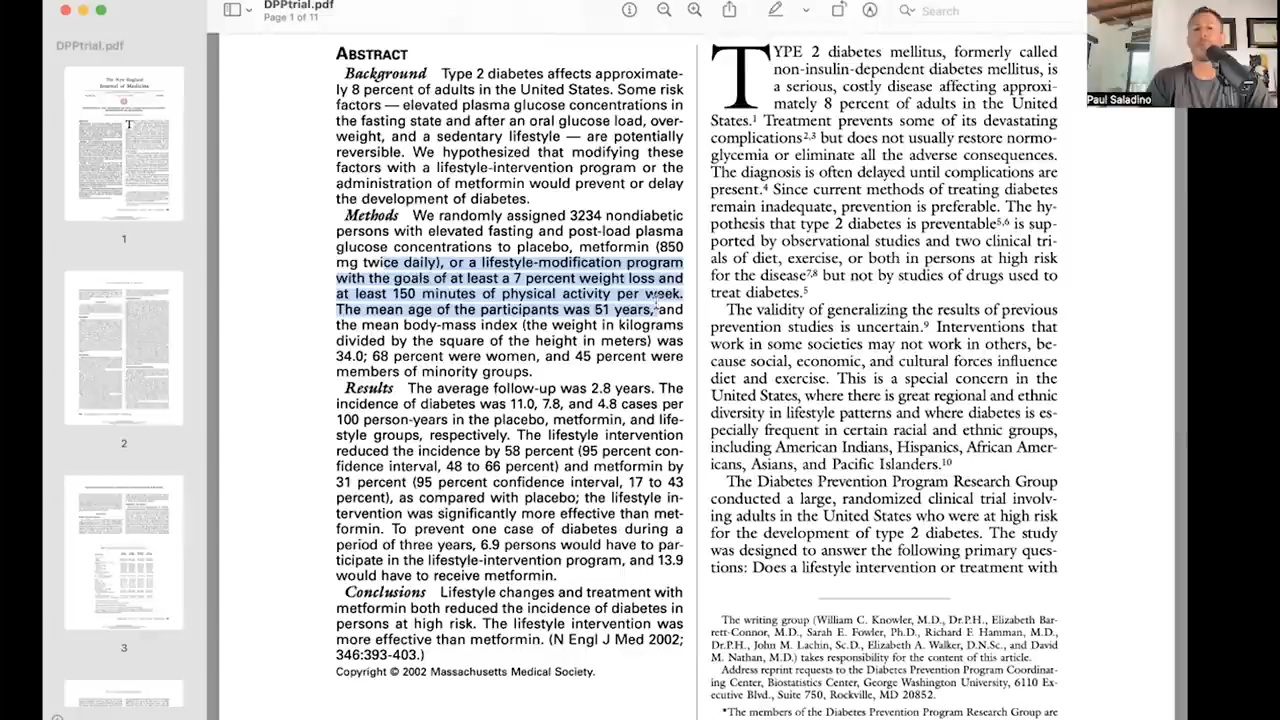 DPPtrial.pdf
Page 1 of 11
Search
Paul Saladino
DPPtrial.pdf
The New England
Journal of Medicine
1
2
3
ABSTRACT
Background Type 2 diabetes affects approximate-
ly 8 percent of adults in the United States. Some risk
factors — elevated plasma glucose concentrations in
the fasting state and after an oral glucose load, over-
weight, and a sedentary lifestyle — are potentially
reversible. We hypothesized that modifying these
factors with a lifestyle-intervention program or the
administration of metformin would prevent or delay
the development of diabetes.
Methods We randomly assigned 3234 nondiabetic
persons with elevated fasting and post-load plasma
glucose concentrations to placebo, metformin (850
mg twice daily), or a lifestyle-modification program
with the goals of at least a 7 percent weight loss and
at least 150 minutes of physical activity per week.
The mean age of the participants was 51 years, and
the mean body-mass index (the weight in kilograms
divided by the square of the height in meters) was
34.0; 68 percent were women, and 45 percent were
members of minority groups.
Results The average follow-up was 2.8 years. The
incidence of diabetes was 11.0, 7.8, and 4.8 cases per
100 person-years in the placebo, metformin, and life-
style groups, respectively. The lifestyle intervention
reduced the incidence by 58 percent (95 percent con-
fidence interval, 48 to 66 percent) and metformin by
31 percent (95 percent confidence interval, 17 to 43
percent), as compared with placebo; the lifestyle in-
tervention was significantly more effective than met-
formin. To prevent one case of diabetes during a
period of three years, 6.9 persons would have to par-
ticipate in the lifestyle-intervention program, and 13.9
would have to receive metformin.
Conclusions Lifestyle changes and treatment with
metformin both reduced the incidence of diabetes in
persons at high risk. The lifestyle intervention was
more effective than metformin. (N Engl J Med 2002;
346:393-403.)
Copyright © 2002 Massachusetts Medical Society.
TYPE 2 diabetes mellitus, formerly called
non-insulin-dependent diabetes mellitus, is
a serious, costly disease affecting approxi-
mately 8 percent of adults in the United
States.1 Treatment prevents some of its devastating
complications2,3 but does not usually restore normo-
glycemia or eliminate all the adverse consequences.
The diagnosis is often delayed until complications are
present.4 Since current methods of treating diabetes
remain inadequate, prevention is preferable. The hy-
pothesis that type 2 diabetes is preventable5,6 is sup-
ported by observational studies and two clinical tri-
als of diet, exercise, or both in persons at high risk
for the disease7,8 but not by studies of drugs used to
treat diabetes.5
The validity of generalizing the results of previous
prevention studies is uncertain.9 Interventions that
work in some societies may not work in others, be-
cause social, economic, and cultural forces influence
diet and exercise. This is a special concern in the
United States, where there is great regional and ethnic
diversity in lifestyle patterns and where diabetes is es-
pecially frequent in certain racial and ethnic groups,
including American Indians, Hispanics, African Amer-
icans, Asians, and Pacific Islanders.10
The Diabetes Prevention Program Research Group
conducted a large, randomized clinical trial involv-
ing adults in the United States who were at high risk
for the development of type 2 diabetes. The study
was designed to answer the following primary ques-
tions: Does a lifestyle intervention or treatment with
The writing group (William C. Knowler, M.D., Dr.P.H., Elizabeth Bar-
rett-Connor, M.D., Sarah E. Fowler, Ph.D., Richard F. Hamman, M.D.,
Dr.P.H., John M. Lachin, Sc.D., Elizabeth A. Walker, D.N.Sc., and David
M. Nathan, M.D.) takes responsibility for the content of this article.
Address reprint requests to the Diabetes Prevention Program Coordinat-
ing Center, Biostatistics Center, George Washington University, 6110 Ex-
ecutive Blvd., Suite 750, Rockville, MD 20852.
*The members of the Diabetes Prevention Program Research Group are